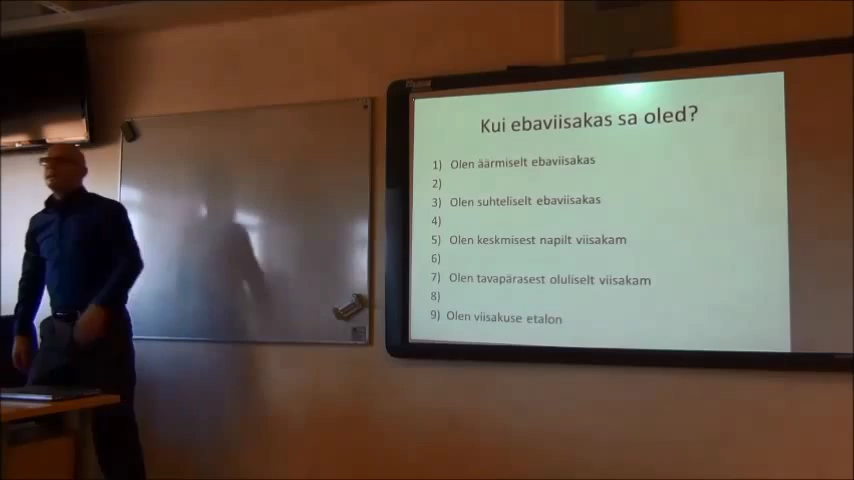 Kui ebaviisakas sa oled?
1) Olen äärmiselt ebaviisakas
2)
3) Olen suhteliselt ebaviisakas
4)
5) Olen keskmisest napilt viisakam
6)
7) Olen tavapärasest oluliselt viisakam
8)
9) Olen viisakuse etalon